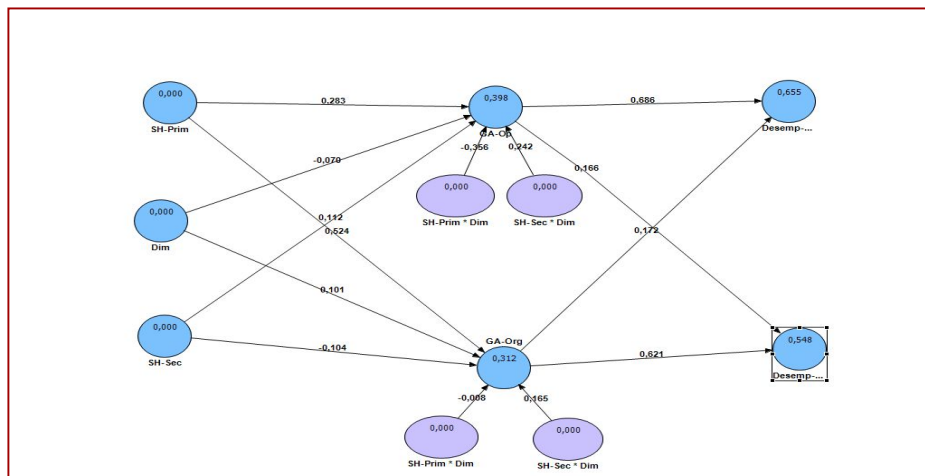 0,000
SH-Prim
0,283
0,398
GA-Op
0,686
0,655
Desemp-...
-0,070
-0,356
0,242
0,166
0,000
SH-Prim * Dim
0,000
SH-Sec * Dim
0,000
Dim
0,112
0,524
0,172
0,101
0,000
SH-Sec
-0,104
GA-Org
0,312
0,621
0,548
Desemp-...
-0,008
0,165
0,000
SH-Prim * Dim
0,000
SH-Sec * Dim